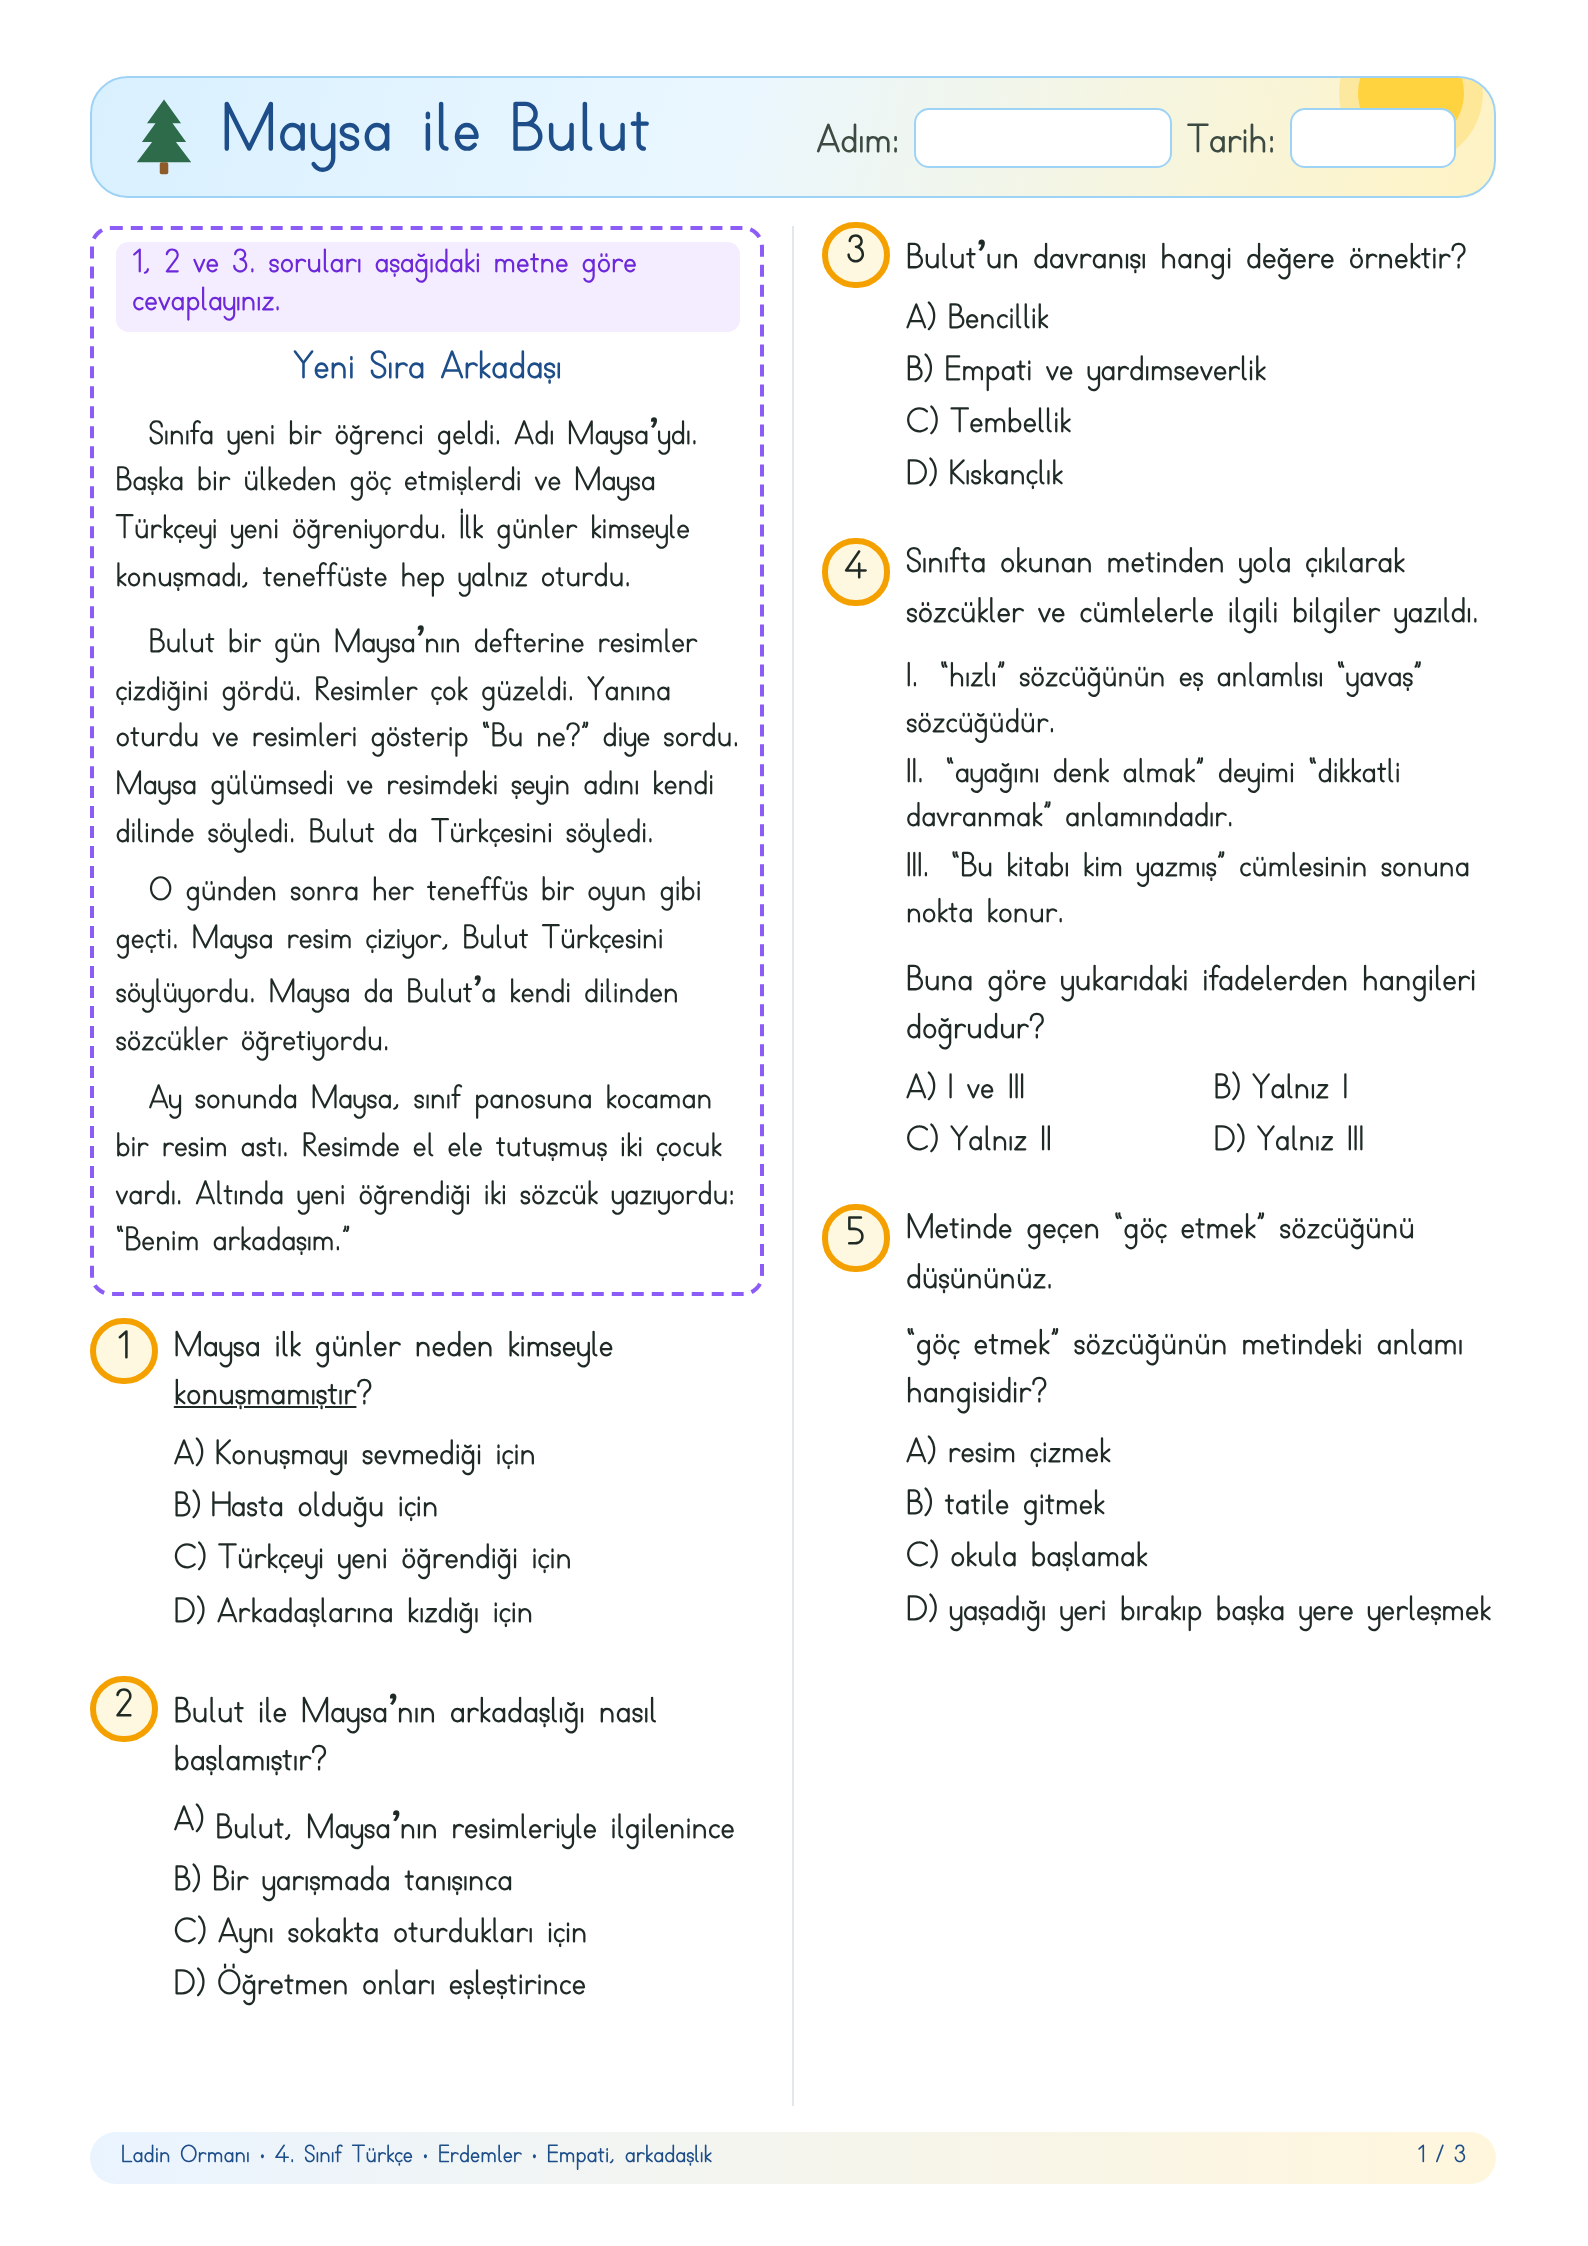 Maysa ile Bulut
Adım:
Tarih:
1, 2 ve 3. soruları aşağıdaki metne göre
cevaplayınız.
Yeni Sıra Arkadaşı
Sınıfa yeni bir öğrenci geldi. Adı Maysa’ydı.
Başka bir ülkeden göç etmişlerdi ve Maysa
Türkçeyi yeni öğreniyordu. İlk günler kimseyle
konuşmadı, teneffüste hep yalnız oturdu.
Bulut bir gün Maysa’nın defterine resimler
çizdiğini gördü. Resimler çok güzeldi. Yanına
oturdu ve resimleri gösterip “Bu ne?” diye sordu.
Maysa gülümsedi ve resimdeki şeyin adını kendi
dilinde söyledi. Bulut da Türkçesini söyledi.
O günden sonra her teneffüs bir oyun gibi
geçti. Maysa resim çiziyor, Bulut Türkçesini
söylüyordu. Maysa da Bulut’a kendi dilinden
sözcükler öğretiyordu.
Ay sonunda Maysa, sınıf panosuna kocaman
bir resim astı. Resimde el ele tutuşmuş iki çocuk
vardı. Altında yeni öğrendiği iki sözcük yazıyordu:
“Benim arkadaşım.”
1
Maysa ilk günler neden kimseyle
konuşmamıştır?
A) Konuşmayı sevmediği için
B) Hasta olduğu için
C) Türkçeyi yeni öğrendiği için
D) Arkadaşlarına kızdığı için
2
Bulut ile Maysa’nın arkadaşlığı nasıl
başlamıştır?
A) Bulut, Maysa’nın resimleriyle ilgilenince
B) Bir yarışmada tanışınca
C) Aynı sokakta oturdukları için
D) Öğretmen onları eşleştirince
3
Bulut’un davranışı hangi değere örnektir?
A) Bencillik
B) Empati ve yardımseverlik
C) Tembellik
D) Kıskançlık
4
Sınıfta okunan metinden yola çıkılarak
sözcükler ve cümlelerle ilgili bilgiler yazıldı.
I. “hızlı” sözcüğünün eş anlamlısı “yavaş”
sözcüğüdür.
II. “ayağını denk almak” deyimi “dikkatli
davranmak” anlamındadır.
III. “Bu kitabı kim yazmış” cümlesinin sonuna
nokta konur.
Buna göre yukarıdaki ifadelerden hangileri
doğrudur?
A) I ve III
B) Yalnız I
C) Yalnız II
D) Yalnız III
5
Metinde geçen “göç etmek” sözcüğünü
düşününüz.
“göç etmek” sözcüğünün metindeki anlamı
hangisidir?
A) resim çizmek
B) tatile gitmek
C) okula başlamak
D) yaşadığı yeri bırakıp başka yere yerleşmek
Ladin Ormanı • 4. Sınıf Türkçe • Erdemler • Empati, arkadaşlık
1 / 3